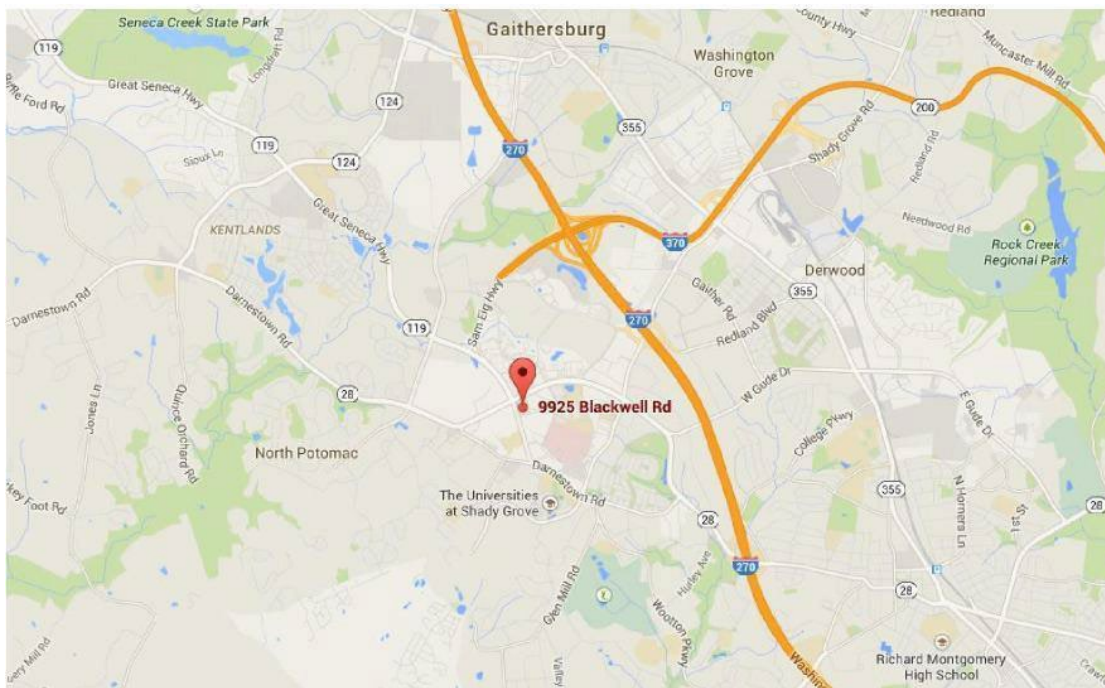 Seneca Creek State Park
Gaithersburg
County Hwy
Redland
Washington
Grove
Muncaster Mill Rd
119
Longdraft Rd
Great Seneca Hwy
124
355
200
Shady Grove Rd
Redland Rd
270
119
Sioux Ln
124
Great Seneca Hwy
KENTLANDS
370
Needwood Rd
Rock Creek
Regional Park
Derwood
355
Sam Eig Hwy
Gaither Rd
Redland Blvd
Darnestown Rd
Darnestown Rd
119
270
28
9925 Blackwell Rd
W Gude Dr
E Gude Dr
College Pkwy
Jones Ln
Quince Orchard Rd
North Potomac
Darnestown Rd
The Universities
at Shady Grove
355
N Horners Ln
28
28
270
Hurley Ave
28
Glen Mill Rd
Wootton Pkwy
Valley
Richard Montgomery
High School